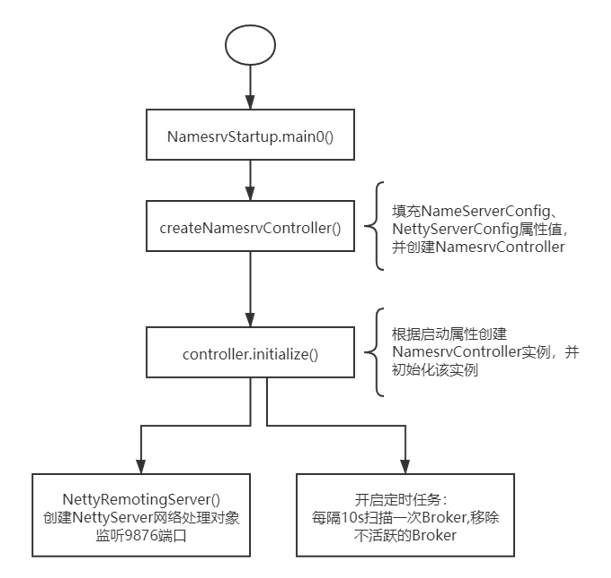 NamesrvStartup.main0()
createNamesrvController()
填充NameServerConfig、
NettyServerConfig属性值,
并创建NamesrvController
controller.initialize()
根据启动属性创建
NamesrvController实例，并
初始化该实例
NettyRemotingServer()
创建NettyServer网络处理对象
监听9876端口
开启定时任务：
每隔10s扫描一次Broker,移除
不活跃的Broker